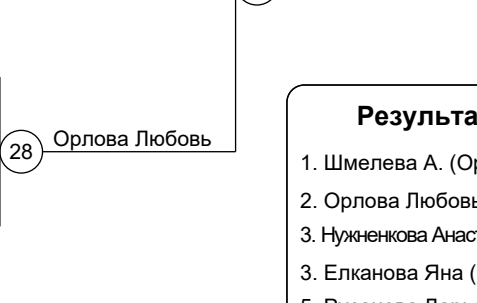 28
Орлова Любовь
Результа
1. Шмелева А. (Ор
2. Орлова Любовь
3. Нужненкова Анаст
3. Елканова Яна (